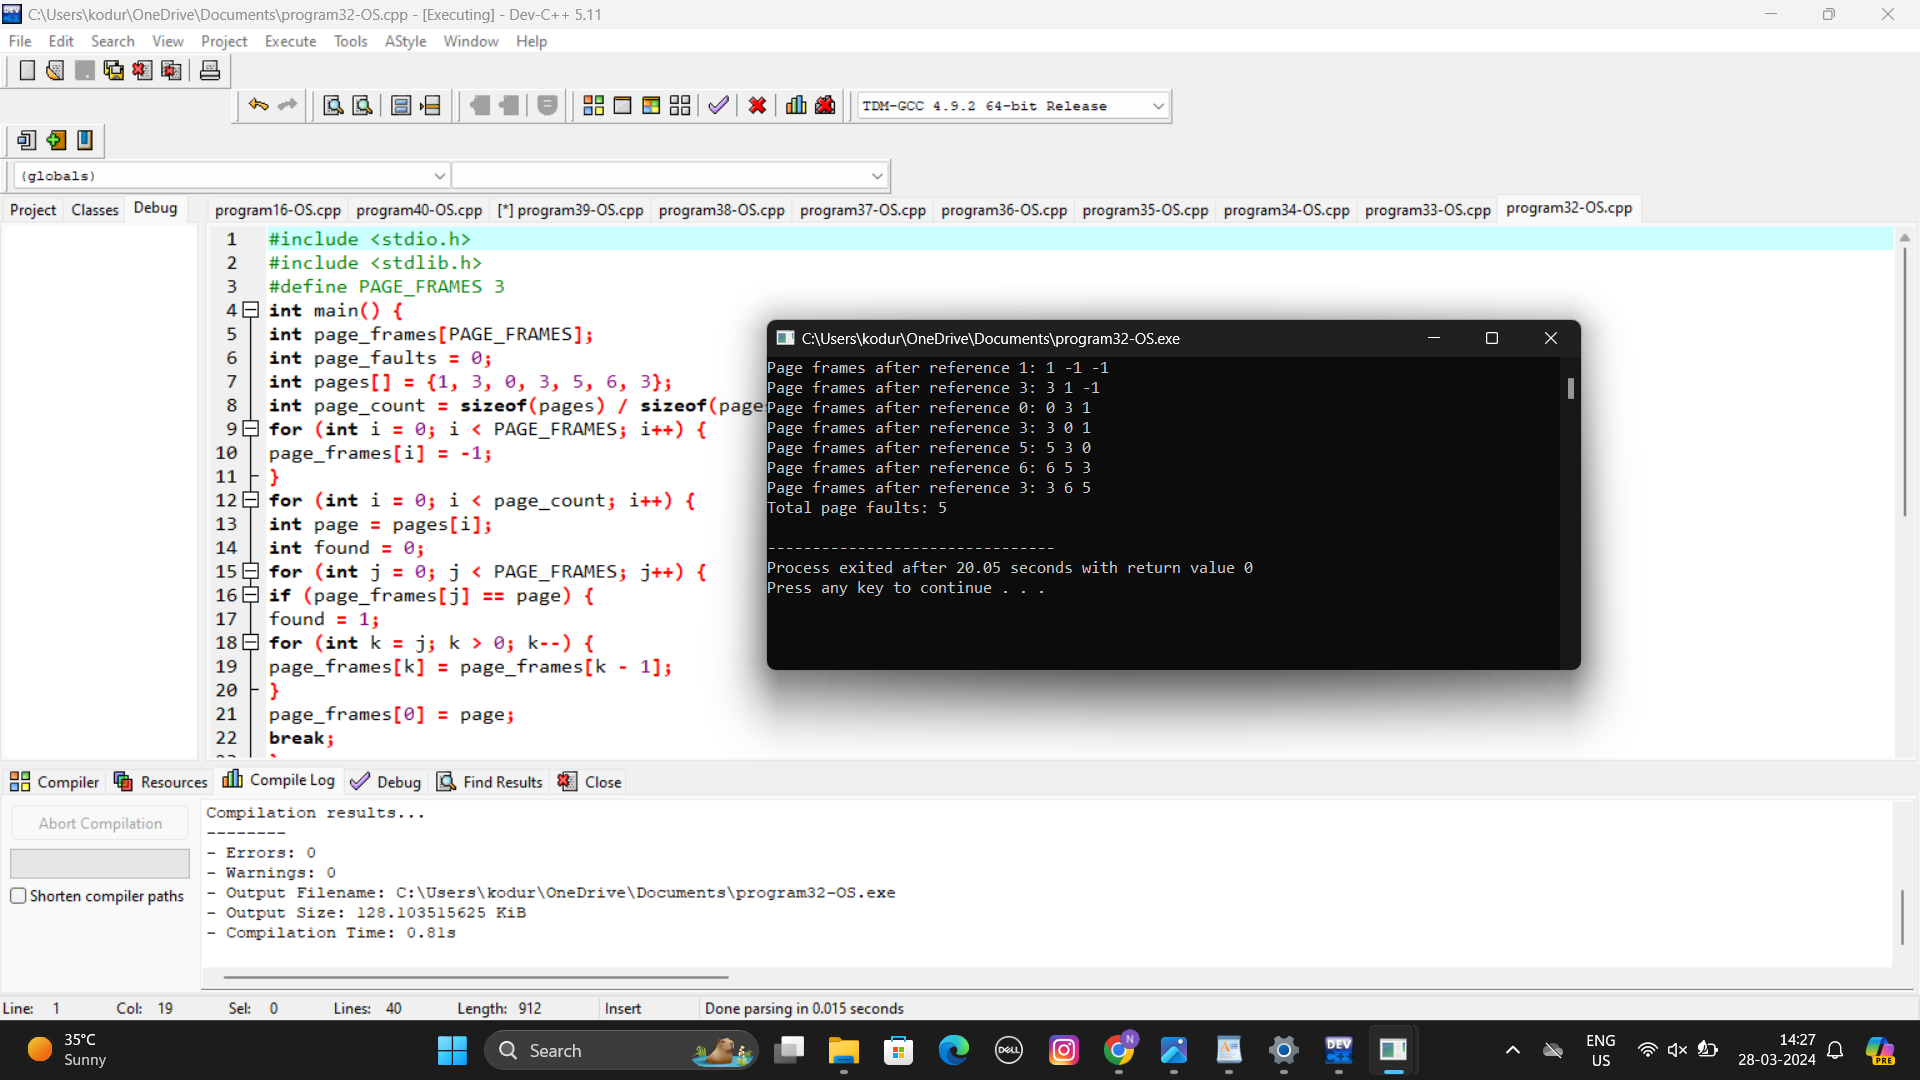 C:\Users\kodur\OneDrive\Documents\program32-OS.cpp - [Executing] - Dev-C++ 5.11
File Edit Search View Project Execute Tools AStyle Window Help
TDM-GCC 4.9.2 64-bit Release
(globals)
Project Classes Debug
program16-OS.cpp program40-OS.cpp [*] program39-OS.cpp program38-OS.cpp program37-OS.cpp program36-OS.cpp program35-OS.cpp program34-OS.cpp program33-OS.cpp program32-OS.cpp
1 #include <stdio.h>
2 #include <stdlib.h>
3 #define PAGE_FRAMES 3
4 int main() {
5 int page_frames[PAGE_FRAMES];
6 int page_faults = 0;
7 int pages[] = {1, 3, 0, 3, 5, 6, 3};
8 int page_count = sizeof(pages) / sizeof(page
9 for (int i = 0; i < PAGE_FRAMES; i++) {
10 page_frames[i] = -1;
11 }
12 for (int i = 0; i < page_count; i++) {
13 int page = pages[i];
14 int found = 0;
15 for (int j = 0; j < PAGE_FRAMES; j++) {
16 if (page_frames[j] == page) {
17 found = 1;
18 for (int k = j; k > 0; k--) {
19 page_frames[k] = page_frames[k - 1];
20 }
21 page_frames[0] = page;
22 break;
C:\Users\kodur\OneDrive\Documents\program32-OS.exe
Page frames after reference 1: 1 -1 -1
Page frames after reference 3: 3 1 -1
Page frames after reference 0: 0 3 1
Page frames after reference 3: 3 0 1
Page frames after reference 5: 5 3 0
Page frames after reference 6: 6 5 3
Page frames after reference 3: 3 6 5
Total page faults: 5
--------------------------------
Process exited after 20.05 seconds with return value 0
Press any key to continue . . .
Compiler Resources Compile Log Debug Find Results Close
Abort Compilation
Shorten compiler paths
Compilation results...
--------
- Errors: 0
- Warnings: 0
- Output Filename: C:\Users\kodur\OneDrive\Documents\program32-OS.exe
- Output Size: 128.103515625 KiB
- Compilation Time: 0.81s
Line: 1 Col: 19 Sel: 0 Lines: 40 Length: 912 Insert Done parsing in 0.015 seconds
35°C
Sunny
Search
DELL
N
DEV
PRE
ENG
US
14:27
28-03-2024